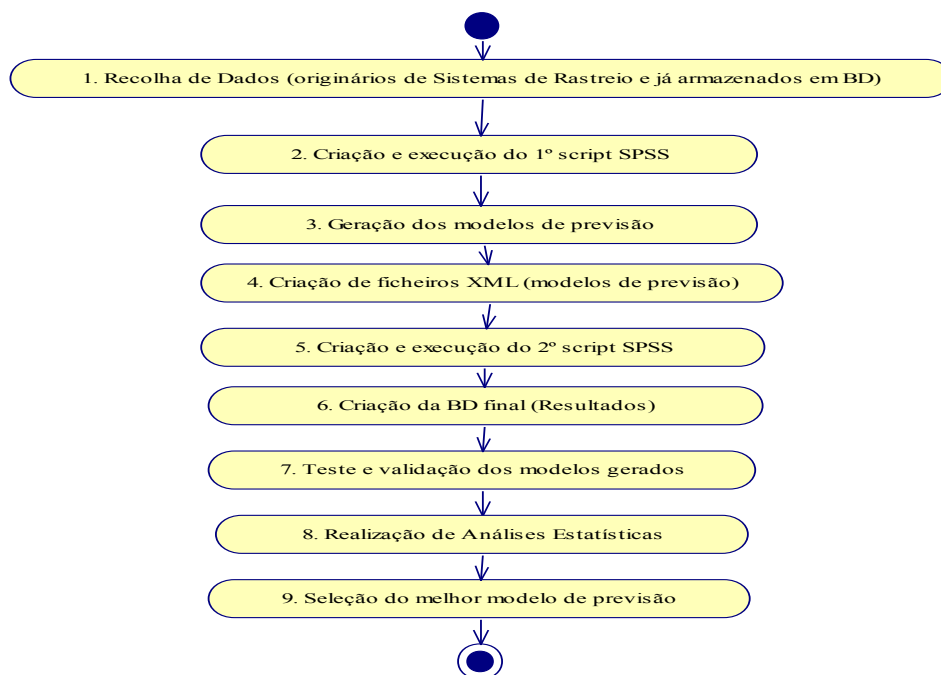 1. Recolha de Dados (originários de Sistemas de Rastreio e já armazenados em BD)
2. Criação e execução do 1º script SPSS
3. Geração dos modelos de previsão
4. Criação de ficheiros XML (modelos de previsão)
5. Criação e execução do 2º script SPSS
6. Criação da BD final (Resultados)
7. Teste e validação dos modelos gerados
8. Realização de Análises Estatísticas
9. Seleção do melhor modelo de previsão